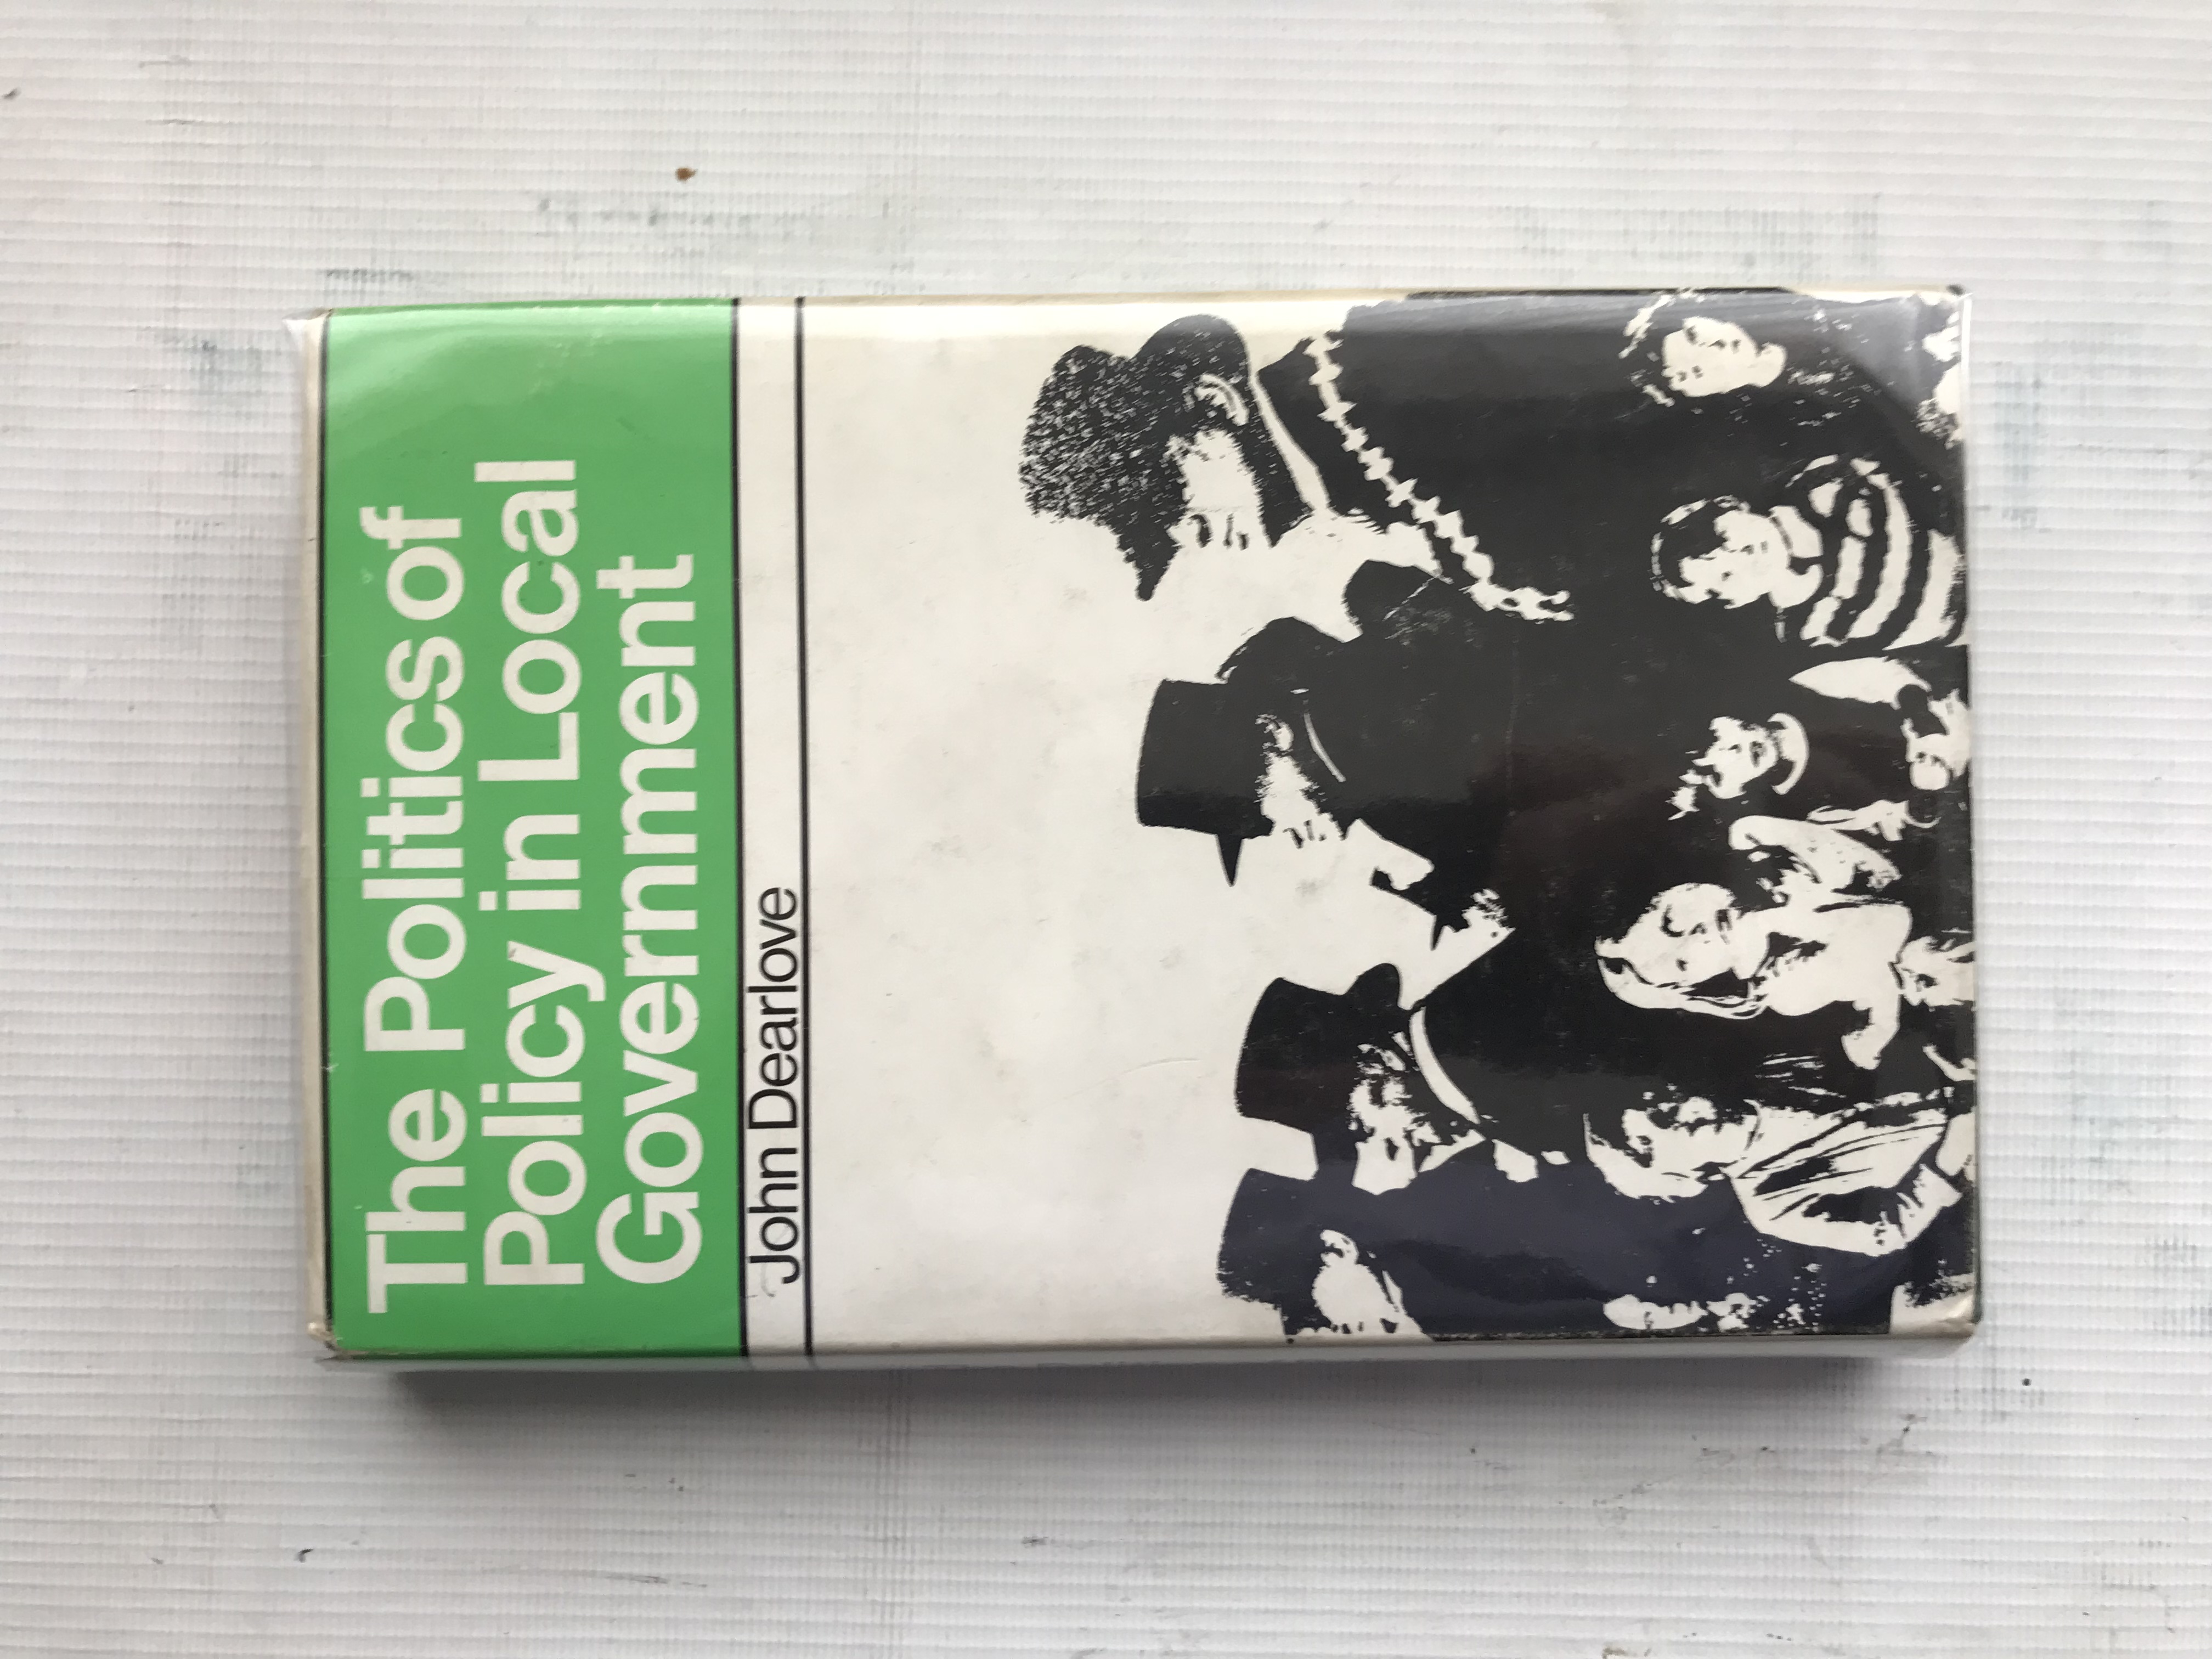 The Politics of
Policy in Local
Government
John Dearlove